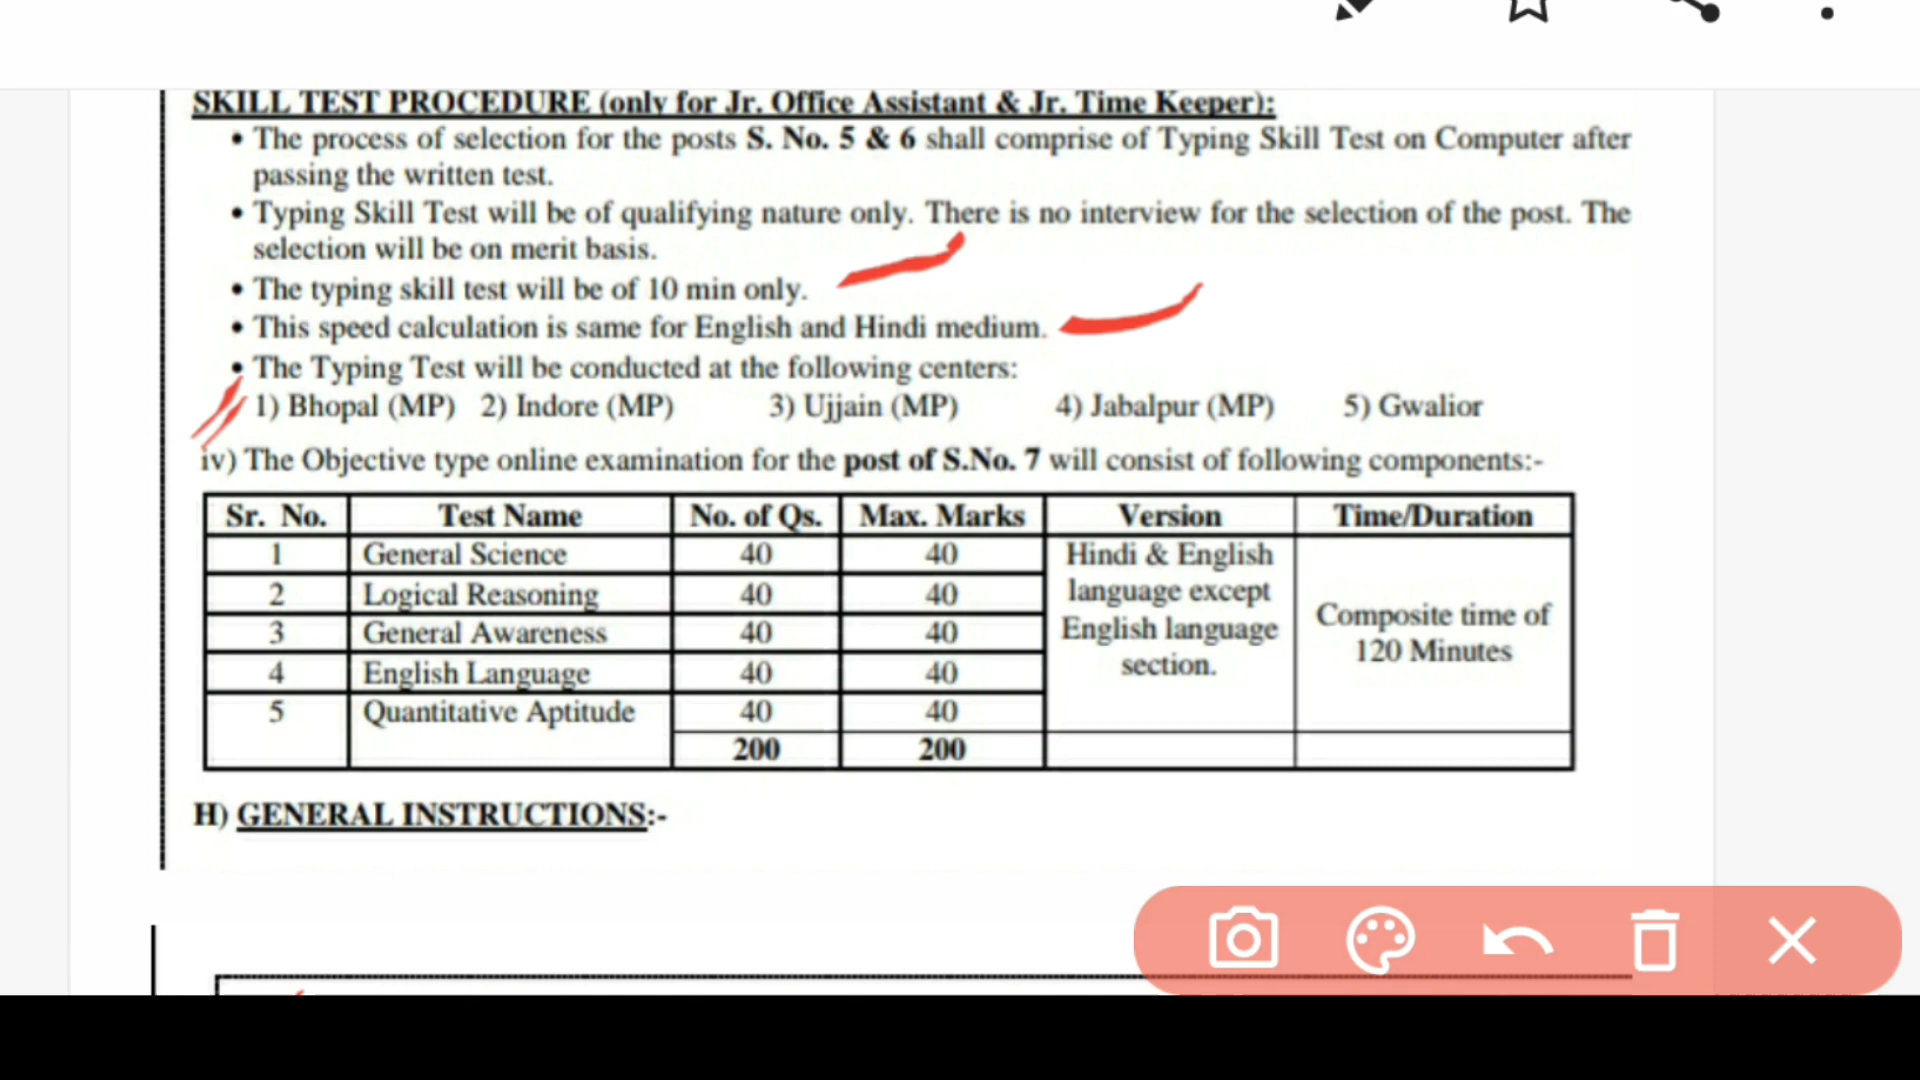 SKILL TEST PROCEDURE (only for Jr. Office Assistant & Jr. Time Keeper):
• The process of selection for the posts S. No. 5 & 6 shall comprise of Typing Skill Test on Computer after
passing the written test.
• Typing Skill Test will be of qualifying nature only. There is no interview for the selection of the post. The
selection will be on merit basis.
• The typing skill test will be of 10 min only.
• This speed calculation is same for English and Hindi medium.
• The Typing Test will be conducted at the following centers:
1) Bhopal (MP) 2) Indore (MP) 3) Ujjain (MP) 4) Jabalpur (MP) 5) Gwalior
iv) The Objective type online examination for the post of S.No. 7 will consist of following components:-
Sr. No. Test Name No. of Qs. Max. Marks Version Time/Duration
1 General Science 40 40 Hindi & English
2 Logical Reasoning 40 40 language except
Composite time of
3 General Awareness 40 40 English language
120 Minutes
4 English Language 40 40 section.
5 Quantitative Aptitude 40 40
200 200
H) GENERAL INSTRUCTIONS:-